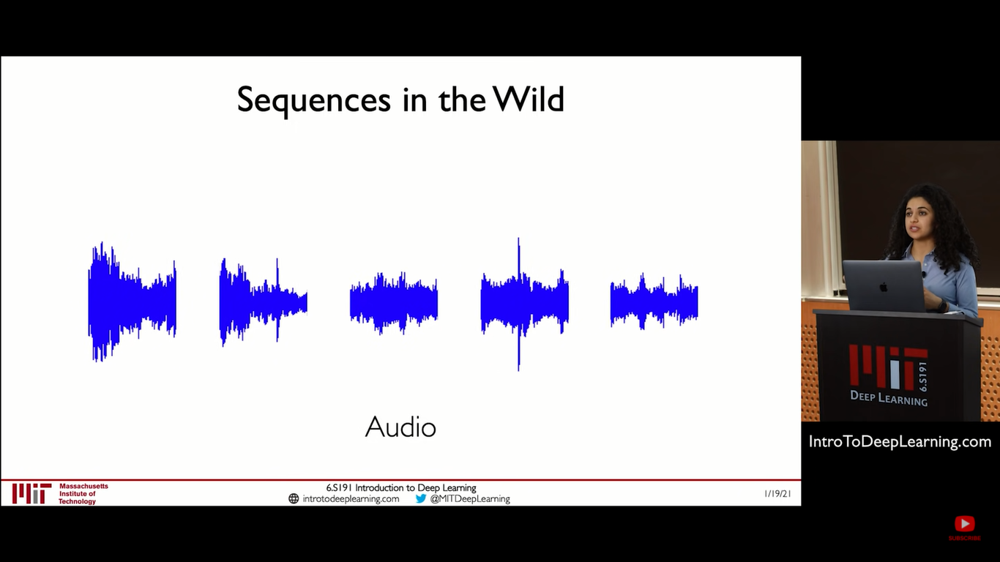 Sequences in the Wild
Audio
Massachusetts
Institute of
Technology
6.S191 Introduction to Deep Learning
introtodeeplearning.com @MITDeepLearning
1/19/21
MIT 6.S191
DEEP LEARNING
IntroToDeepLearning.com
SUBSCRIBE